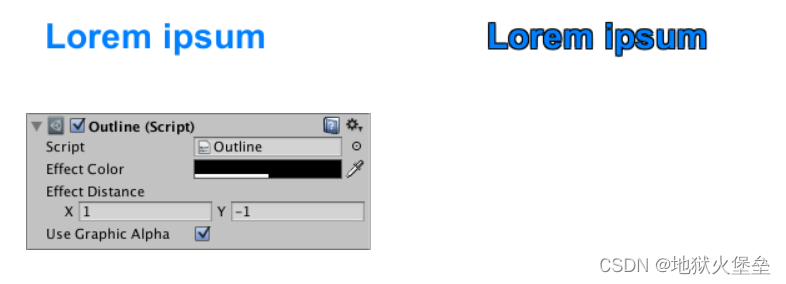 Lorem ipsum Lorem ipsum
Outline (Script)
Script Outline
Effect Color
Effect Distance
X 1 Y -1
Use Graphic Alpha
CSDN @地狱火堡垒